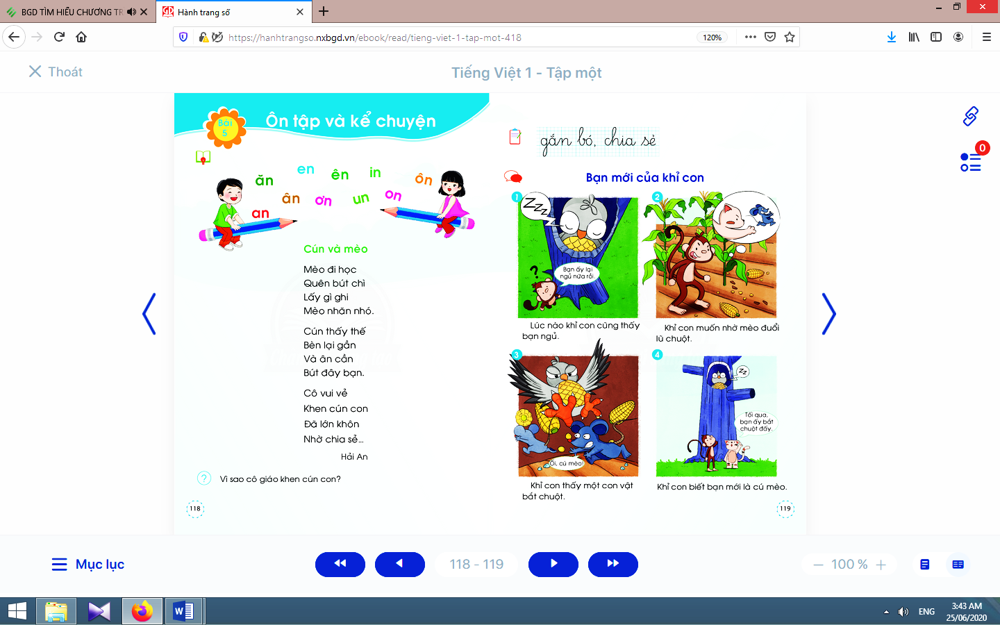 BGD TÌM HIỂU CHƯƠNG TR
Hành trang số
https://hanhtrangso.nxbgd.vn/ebook/read/tieng-viet-1-tap-mot-418
120%
Thoát
Tiếng Việt 1 - Tập một
Bài
5
Ôn tập và kể chuyện
ăn
en
ên
in
ôn
ân
ơn
un
on
an
Cún và mèo
Mèo đi học
Quên bút chì
Lấy gì ghi
Mèo nhăn nhó.
Cún thấy thế
Bèn lại gần
Và ân cần
Bút đây bạn.
Cô vui vẻ
Khen cún con
Đã lớn khôn
Nhờ chia sẻ...
Hải An
?
Vì sao cô giáo khen cún con?
118
gắn bó, chia sẻ
Bạn mới của khỉ con
1
ZZZz
?
Bạn ấy lại
ngủ nữa rồi.
Lúc nào khỉ con cũng thấy
bạn ngủ.
2
Khỉ con muốn nhờ mèo đuổi
lũ chuột.
3
Ôi, cú mèo!
Khỉ con thấy một con vật
bắt chuột.
4
ZZ
Tối qua,
bạn ấy bắt
chuột đấy.
Khỉ con biết bạn mới là cú mèo.
119
0
Mục lục
118 - 119
100 %
ENG
3:43 AM
25/06/2020